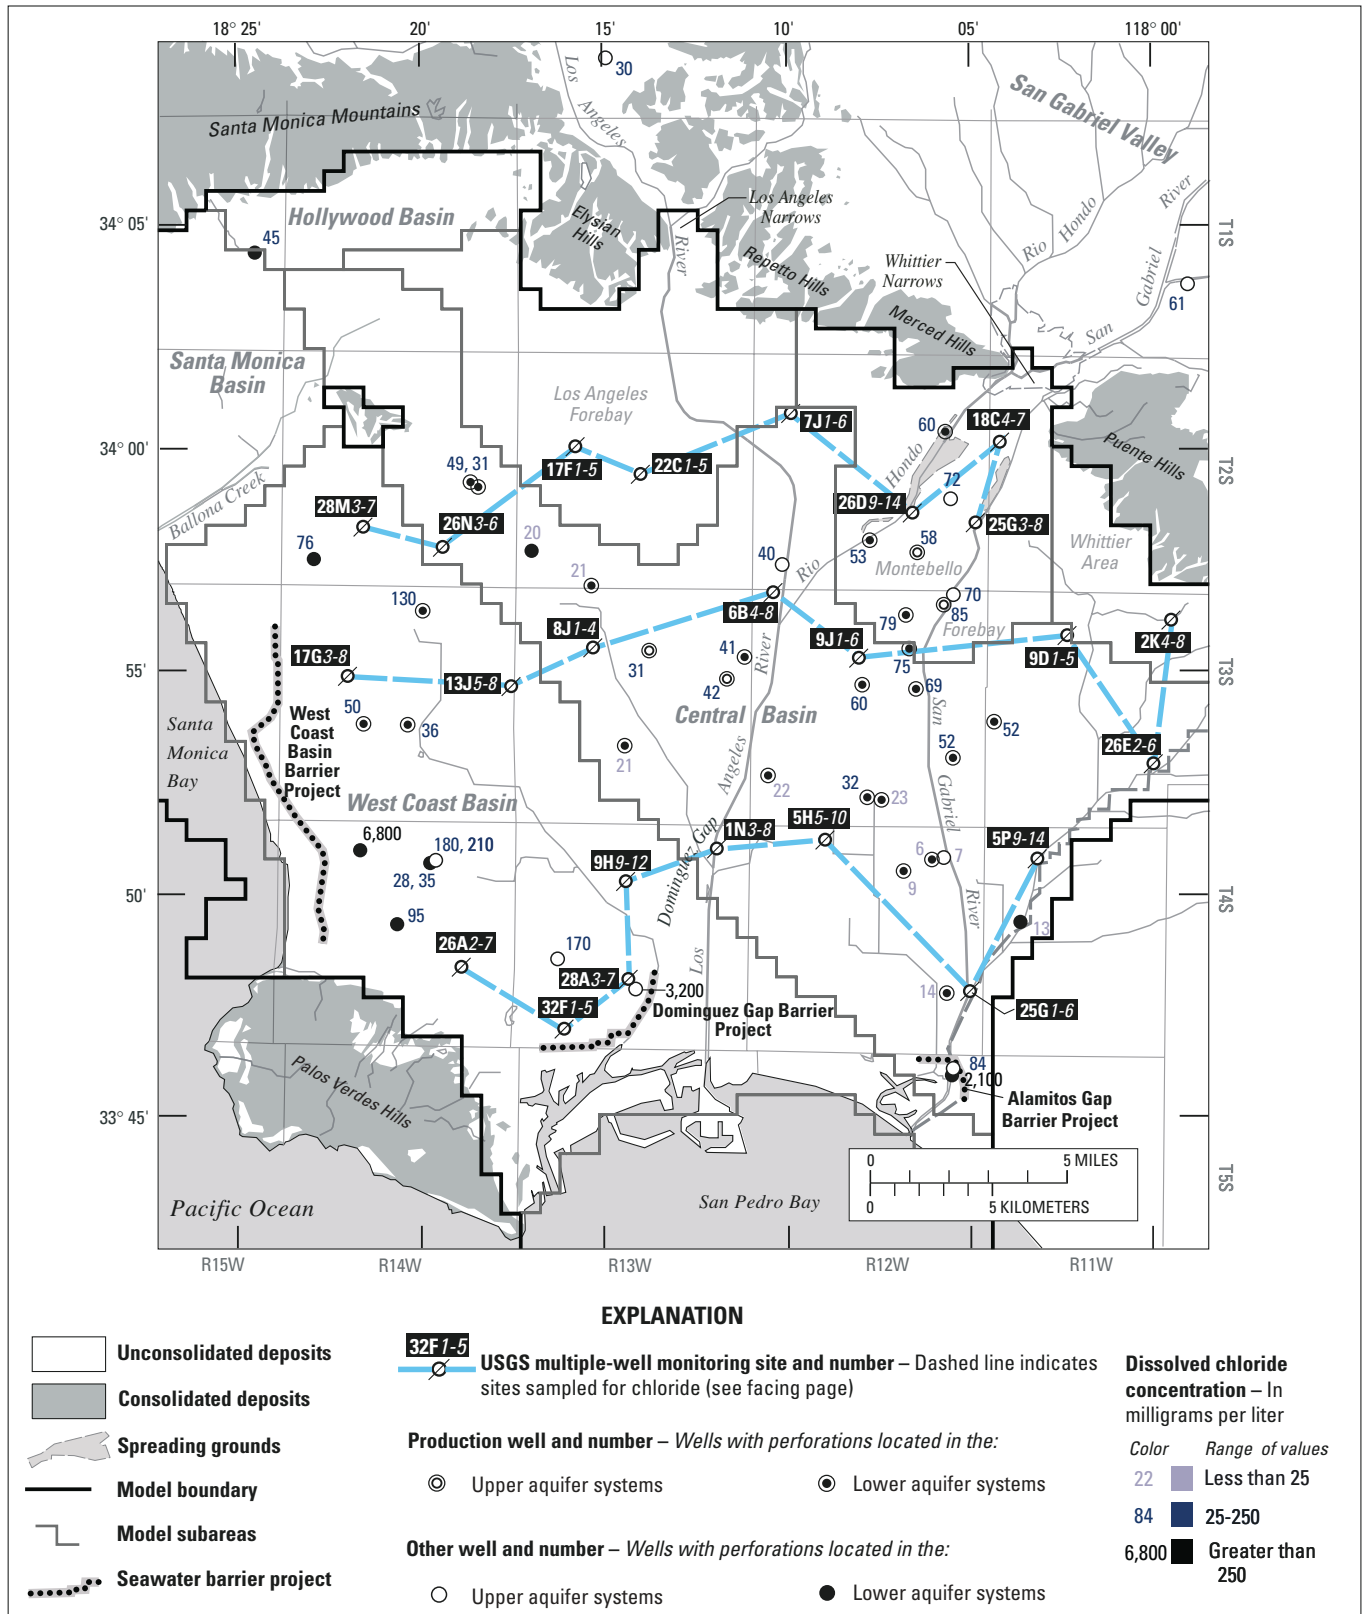 18° 25'
20'
15'
10'
05'
118° 00'
30
Los Angeles
San Gabriel Valley
Santa Monica Mountains
River
Los Angeles
Narrows
Hollywood Basin
Elysian
Hills
Rio Hondo
34° 05'
T1S
45
River
Repetto Hills
Whittier
Narrows
Gabriel
61
Merced Hills
San
Santa Monica
Basin
Los Angeles
Forebay
7J1-6
60
18C4-7
34° 00'
Puente Hills
49, 31
17F1-5
22C1-5
Hondo
72
T2S
Ballona Creek
28M3-7
26N3-6
26D9-14
25G3-8
76
20
40
53
58
Whittier
Area
21
Rio
Montebello
130
6B4-8
70
85
79
8J1-4
9J1-6
Forebay
2K4-8
55'
17G3-8
31
41
River
75
9D1-5
T3S
13J5-8
42
60
69
50
36
West
Coast
Basin
Barrier
Project
Santa
Monica
Bay
Central Basin
San
52
21
Angeles
52
26E2-6
22
32
23
Gabriel
West Coast Basin
1N3-8
5H5-10
5P9-14
6,800
180, 210
9H9-12
Dominguez Gap
6
7
50'
28, 35
9
T4S
95
River
13
26A2-7
170
Los
28A3-7
3,200
14
32F1-5
Dominguez Gap Barrier
Project
25G1-6
Palos Verdes Hills
84
2,100
Alamitos Gap
Barrier Project
33° 45'
0
5 MILES
T5S
Pacific Ocean
San Pedro Bay
0
5 KILOMETERS
R15W
R14W
R13W
R12W
R11W
EXPLANATION
Unconsolidated deposits
Consolidated deposits
Spreading grounds
Model boundary
Model subareas
Seawater barrier project
32F1-5
USGS multiple-well monitoring site and number – Dashed line indicates
sites sampled for chloride (see facing page)
Production well and number – Wells with perforations located in the:
Upper aquifer systems
Lower aquifer systems
Other well and number – Wells with perforations located in the:
Upper aquifer systems
Lower aquifer systems
Dissolved chloride
concentration – In
milligrams per liter
Color
Range of values
22
Less than 25
84
25-250
6,800
Greater than
250